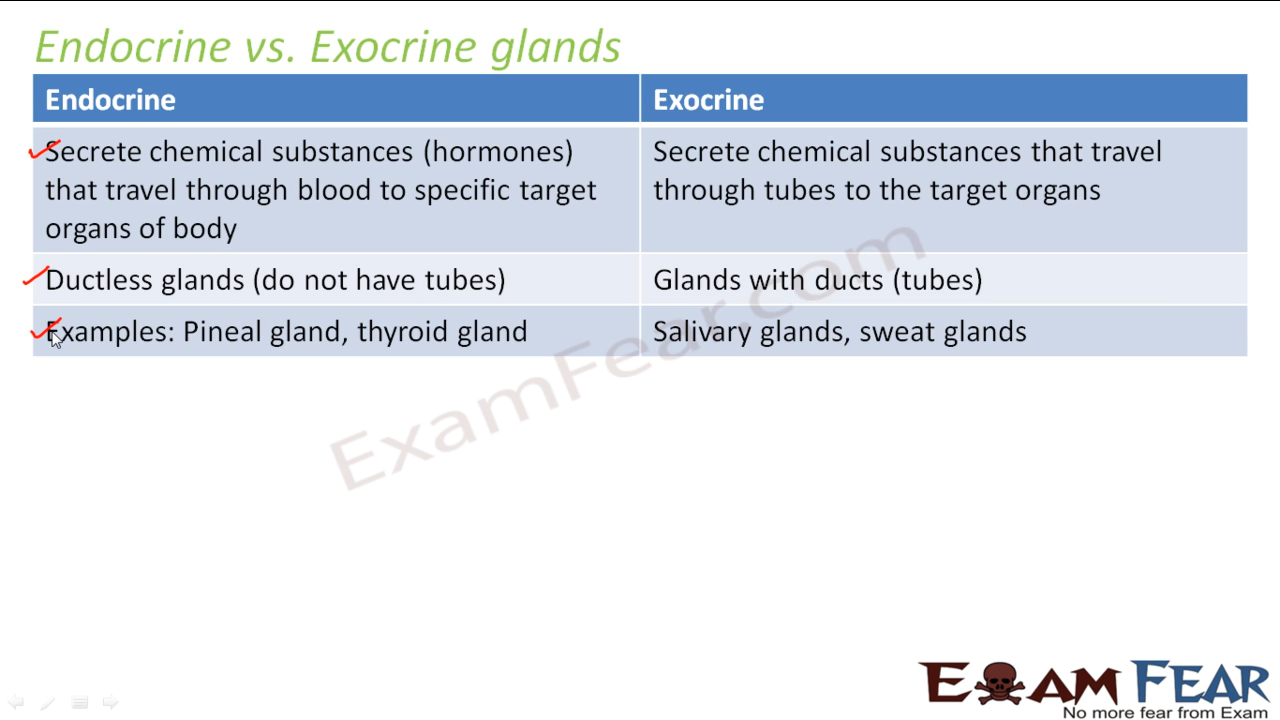 Endocrine vs. Exocrine glands
Endocrine
Exocrine
Secrete chemical substances (hormones)
that travel through blood to specific target
organs of body
Secrete chemical substances that travel
through tubes to the target organs
Ductless glands (do not have tubes)
Glands with ducts (tubes)
Examples: Pineal gland, thyroid gland
Salivary glands, sweat glands
ExamFear.com
EXAM FEAR
No more fear from Exam